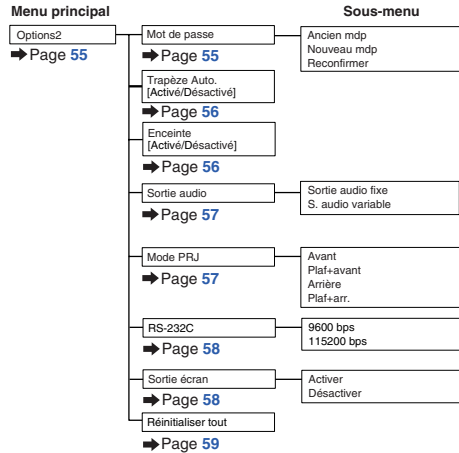 Menu principal
Sous-menu
Options2
➡ Page 55
Mot de passe
➡ Page 55
Ancien mdp
Nouveau mdp
Reconfirmer
Trapèze Auto.
[Activé/Désactivé]
➡ Page 56
Enceinte
[Activé/Désactivé]
➡ Page 56
Sortie audio
➡ Page 57
Sortie audio fixe
S. audio variable
Mode PRJ
➡ Page 57
Avant
Plaf+avant
Arrière
Plaf+arr.
RS-232C
➡ Page 58
9600 bps
115200 bps
Sortie écran
➡ Page 58
Activer
Désactiver
Réinitialiser tout
➡ Page 59